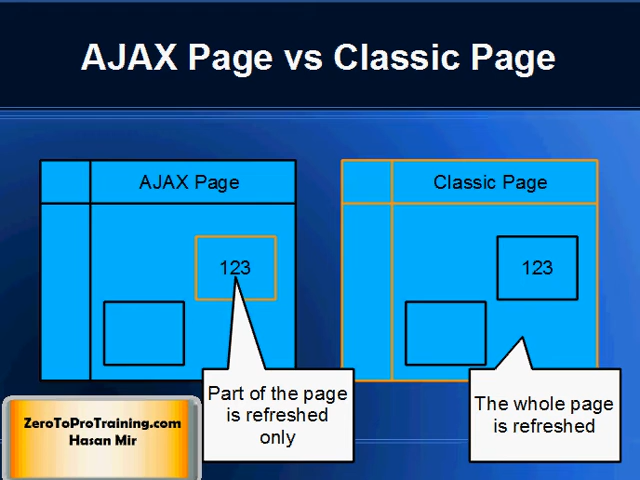 AJAX Page vs Classic Page
AJAX Page
Classic Page
123
123
Part of the page
is refreshed
only
The whole page
is refreshed
ZeroToProTraining.com
Hasan Mir